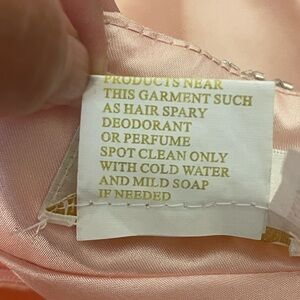 PRODUCTS NEAR
THIS GARMENT SUCH
AS HAIR SPARY
DEODORANT
OR PERFUME
SPOT CLEAN ONLY
WITH COLD WATER
AND MILD SOAP
IF NEEDED